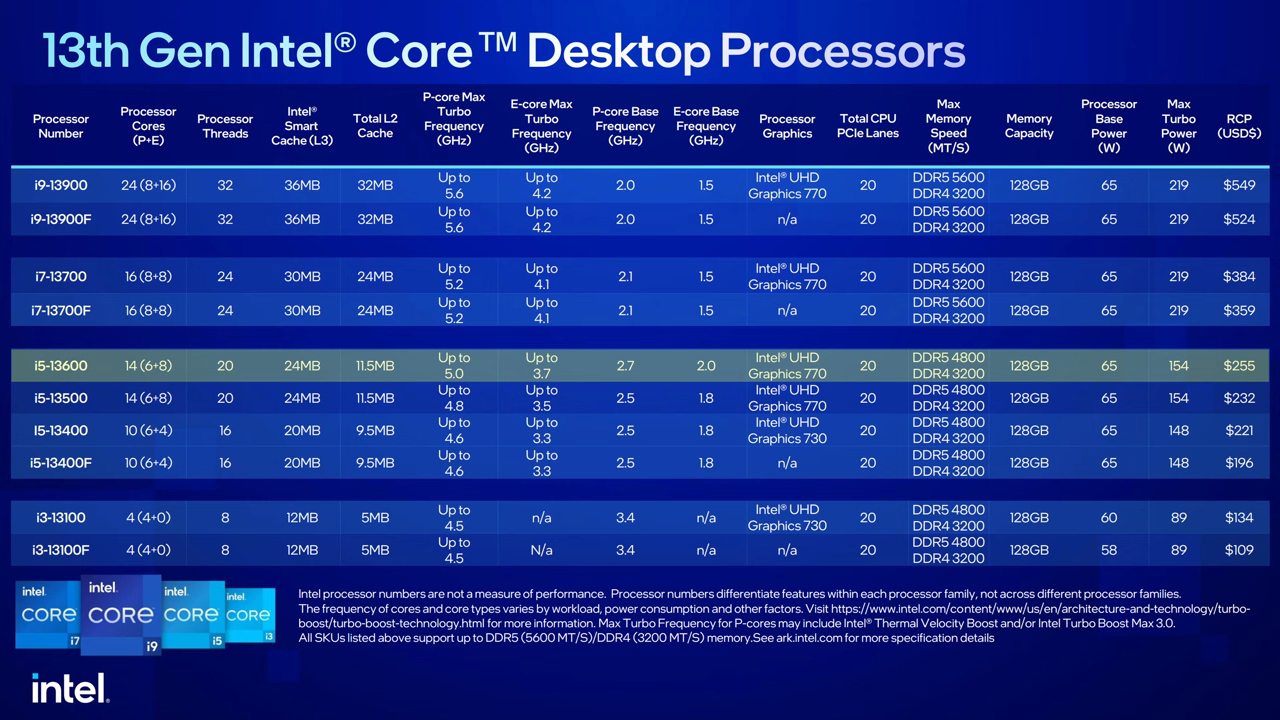 13th Gen Intel® Core™ Desktop Processors
Processor Number | Processor Cores (P+E) | Processor Threads | Intel® Smart Cache (L3) | Total L2 Cache | P-core Max Turbo Frequency (GHz) | E-core Max Turbo Frequency (GHz) | P-core Base Frequency (GHz) | E-core Base Frequency (GHz) | Processor Graphics | Total CPU PCIe Lanes | Max Memory Speed (MT/S) | Memory Capacity | Processor Base Power (W) | Max Turbo Power (W) | RCP (USD$)
i9-13900 | 24 (8+16) | 32 | 36MB | 32MB | Up to 5.6 | Up to 4.2 | 2.0 | 1.5 | Intel® UHD Graphics 770 | 20 | DDR5 5600 DDR4 3200 | 128GB | 65 | 219 | $549
i9-13900F | 24 (8+16) | 32 | 36MB | 32MB | Up to 5.6 | Up to 4.2 | 2.0 | 1.5 | n/a | 20 | DDR5 5600 DDR4 3200 | 128GB | 65 | 219 | $524
i7-13700 | 16 (8+8) | 24 | 30MB | 24MB | Up to 5.2 | Up to 4.1 | 2.1 | 1.5 | Intel® UHD Graphics 770 | 20 | DDR5 5600 DDR4 3200 | 128GB | 65 | 219 | $384
i7-13700F | 16 (8+8) | 24 | 30MB | 24MB | Up to 5.2 | Up to 4.1 | 2.1 | 1.5 | n/a | 20 | DDR5 5600 DDR4 3200 | 128GB | 65 | 219 | $359
i5-13600 | 14 (6+8) | 20 | 24MB | 11.5MB | Up to 5.0 | Up to 3.7 | 2.7 | 2.0 | Intel® UHD Graphics 770 | 20 | DDR5 4800 DDR4 3200 | 128GB | 65 | 154 | $255
i5-13500 | 14 (6+8) | 20 | 24MB | 11.5MB | Up to 4.8 | Up to 3.5 | 2.5 | 1.8 | Intel® UHD Graphics 770 | 20 | DDR5 4800 DDR4 3200 | 128GB | 65 | 154 | $232
I5-13400 | 10 (6+4) | 16 | 20MB | 9.5MB | Up to 4.6 | Up to 3.3 | 2.5 | 1.8 | Intel® UHD Graphics 730 | 20 | DDR5 4800 DDR4 3200 | 128GB | 65 | 148 | $221
i5-13400F | 10 (6+4) | 16 | 20MB | 9.5MB | Up to 4.6 | Up to 3.3 | 2.5 | 1.8 | n/a | 20 | DDR5 4800 DDR4 3200 | 128GB | 65 | 148 | $196
i3-13100 | 4 (4+0) | 8 | 12MB | 5MB | Up to 4.5 | n/a | 3.4 | n/a | Intel® UHD Graphics 730 | 20 | DDR5 4800 DDR4 3200 | 128GB | 60 | 89 | $134
i3-13100F | 4 (4+0) | 8 | 12MB | 5MB | Up to 4.5 | N/a | 3.4 | n/a | n/a | 20 | DDR5 4800 DDR4 3200 | 128GB | 58 | 89 | $109
intel. CORE i7
intel. CORE i9
intel. CORE i5
intel. CORE i3
Intel processor numbers are not a measure of performance. Processor numbers differentiate features within each processor family, not across different processor families.
The frequency of cores and core types varies by workload, power consumption and other factors. Visit https://www.intel.com/content/www/us/en/architecture-and-technology/turbo-
boost/turbo-boost-technology.html for more information. Max Turbo Frequency for P-cores may include Intel® Thermal Velocity Boost and/or Intel Turbo Boost Max 3.0.
All SKUs listed above support up to DDR5 (5600 MT/S)/DDR4 (3200 MT/S) memory.See ark.intel.com for more specification details
intel.